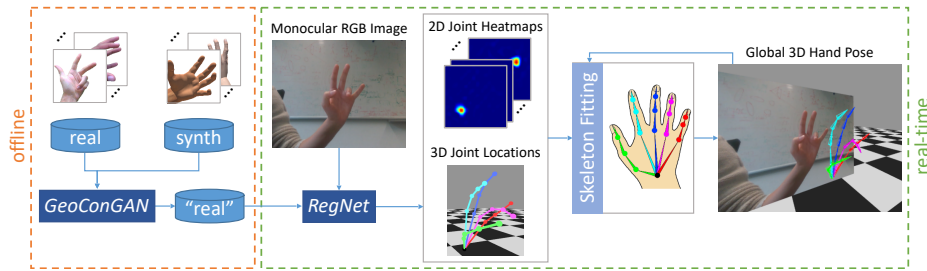 offline
real
synth
GeoConGAN
“real”
Monocular RGB Image
RegNet
2D Joint Heatmaps
3D Joint Locations
Skeleton Fitting
Global 3D Hand Pose
real-time